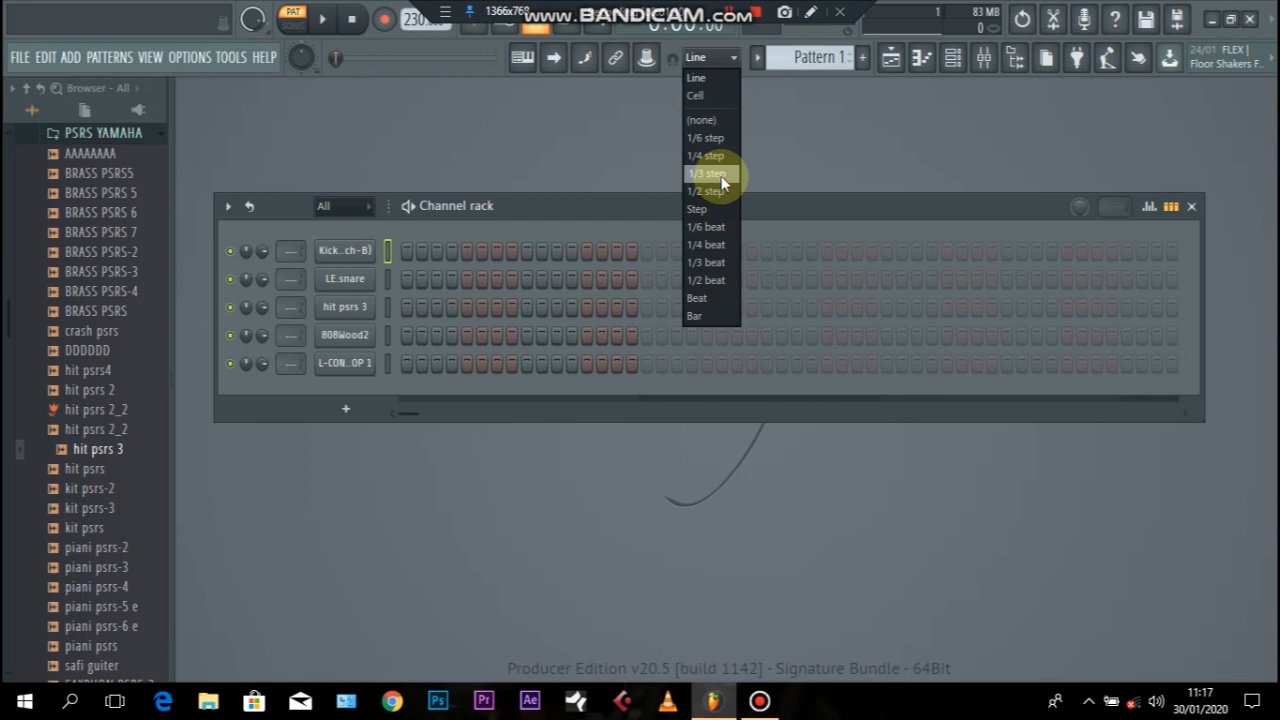 1366x768
www.BANDICAM.com
PAT
SONG
1
83 MB
0
FILE EDIT ADD PATTERNS VIEW OPTIONS TOOLS HELP
Line
Pattern 1
24/01 FLEX |
Floor Shakers F..
Line
Cell
(none)
1/6 step
1/4 step
1/3 step
1/2 step
Step
1/6 beat
1/4 beat
1/3 beat
1/2 beat
Beat
Bar
Browser - All
PSRS YAMAHA
AAAAAAAA
BRASS PSRS5
BRASS PSRS 5
BRASS PSRS 6
BRASS PSRS 7
BRASS PSRS-2
BRASS PSRS-3
BRASS PSRS-4
BRASS PSRS
crash psrs
DDDDDD
hit psrs4
hit psrs 2
hit psrs 2_2
hit psrs 2_2
hit psrs 3
hit psrs
kit psrs-2
kit psrs-3
kit psrs
piani psrs-2
piani psrs-3
piani psrs-4
piani psrs-5 e
piani psrs-6 e
piani psrs
safi guiter
All
Channel rack
Kick..ch-B)
LE.snare
hit psrs 3
808Wood2
L-CON..OP 1
Producer Edition v20.5 [build 1142] - Signature Bundle - 64Bit
11:17
30/01/2020